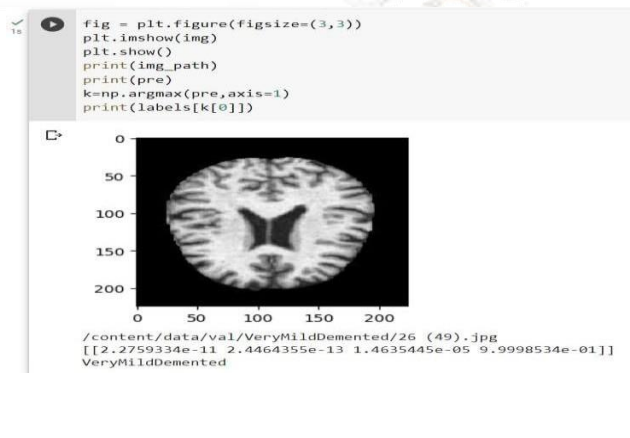 fig = plt.figure(figsize=(3,3))
1s
plt.imshow(img)
plt.show()
print(img_path)
print(pre)
k=np.argmax(pre,axis=1)
print(labels[k[0]])
0
50
100
150
200
0 50 100 150 200
/content/data/val/VeryMildDemented/26 (49).jpg
[[2.2759334e-11 2.4464355e-13 1.4635445e-05 9.9998534e-01]]
VeryMildDemented